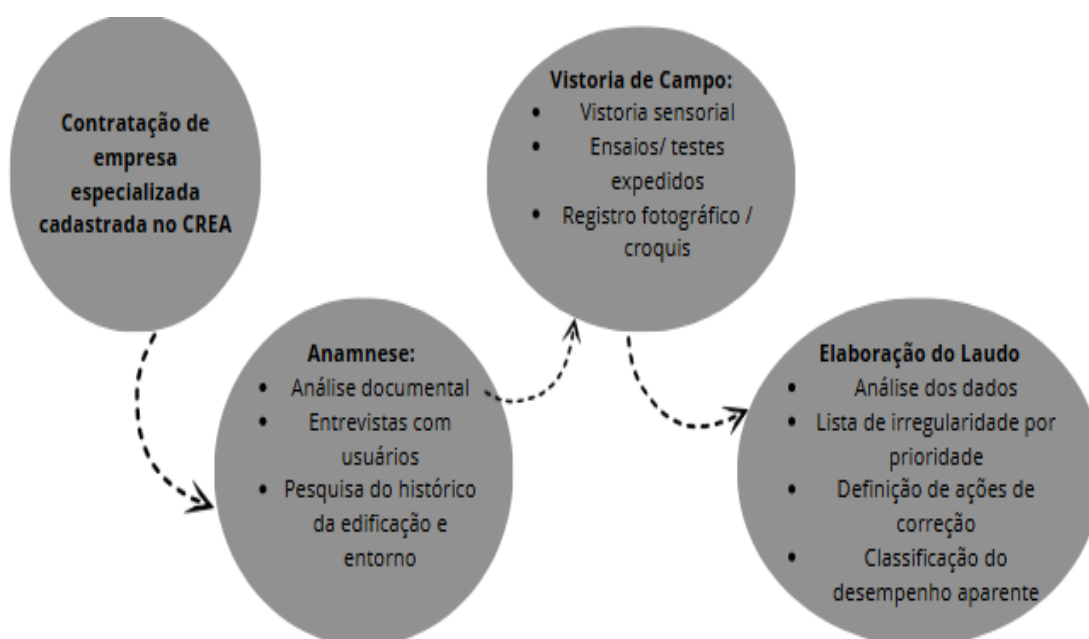 Contratação de
empresa
especializada
cadastrada no CREA
Anamnese:
• Análise documental
• Entrevistas com
usuários
• Pesquisa do histórico
da edificação e
entorno
Vistoria de Campo:
• Vistoria sensorial
• Ensaios/ testes
expedidos
• Registro fotográfico /
croquis
Elaboração do Laudo
• Análise dos dados
• Lista de irregularidade por
prioridade
• Definição de ações de
correção
• Classificação do
desempenho aparente